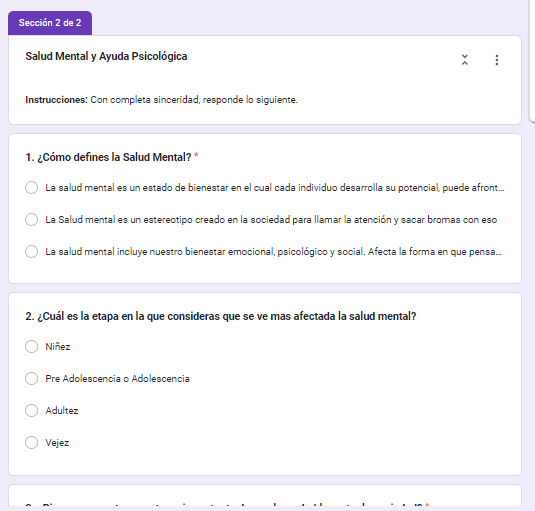 Sección 2 de 2
Salud Mental y Ayuda Psicológica
Instrucciones: Con completa sinceridad, responde lo siguiente.
1. ¿Cómo defines la Salud Mental? *
La salud mental es un estado de bienestar en el cual cada individuo desarrolla su potencial, puede afront...
La Salud mental es un estereotipo creado en la sociedad para llamar la atención y sacar bromas con eso
La salud mental incluye nuestro bienestar emocional, psicológico y social. Afecta la forma en que pensa...
2. ¿Cuál es la etapa en la que consideras que se ve mas afectada la salud mental?
Niñez
Pre Adolescencia o Adolescencia
Adultez
Vejez